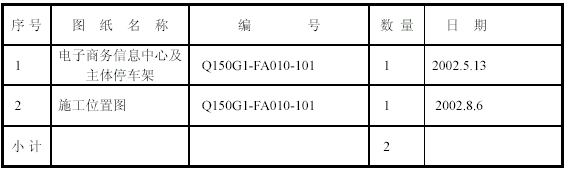 序号 图纸名称 编号 数量 日期
1 电子商务信息中心及主体停车架 Q150G1-FA010-101 1 2002.5.13
2 施工位置图 Q150G1-FA010-101 1 2002.8.6
小计 2